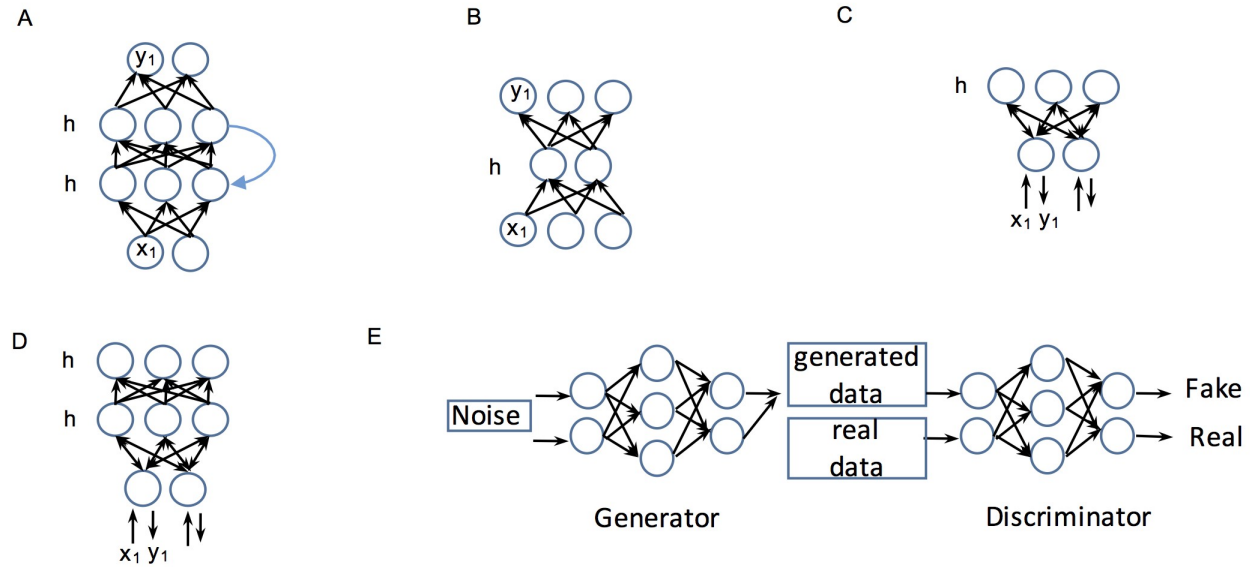 A
y₁
h
h
x₁
B
y₁
h
x₁
C
h
x₁ y₁
D
h
h
x₁ y₁
E
Noise
generated
data
real
data
Fake
Real
Generator
Discriminator